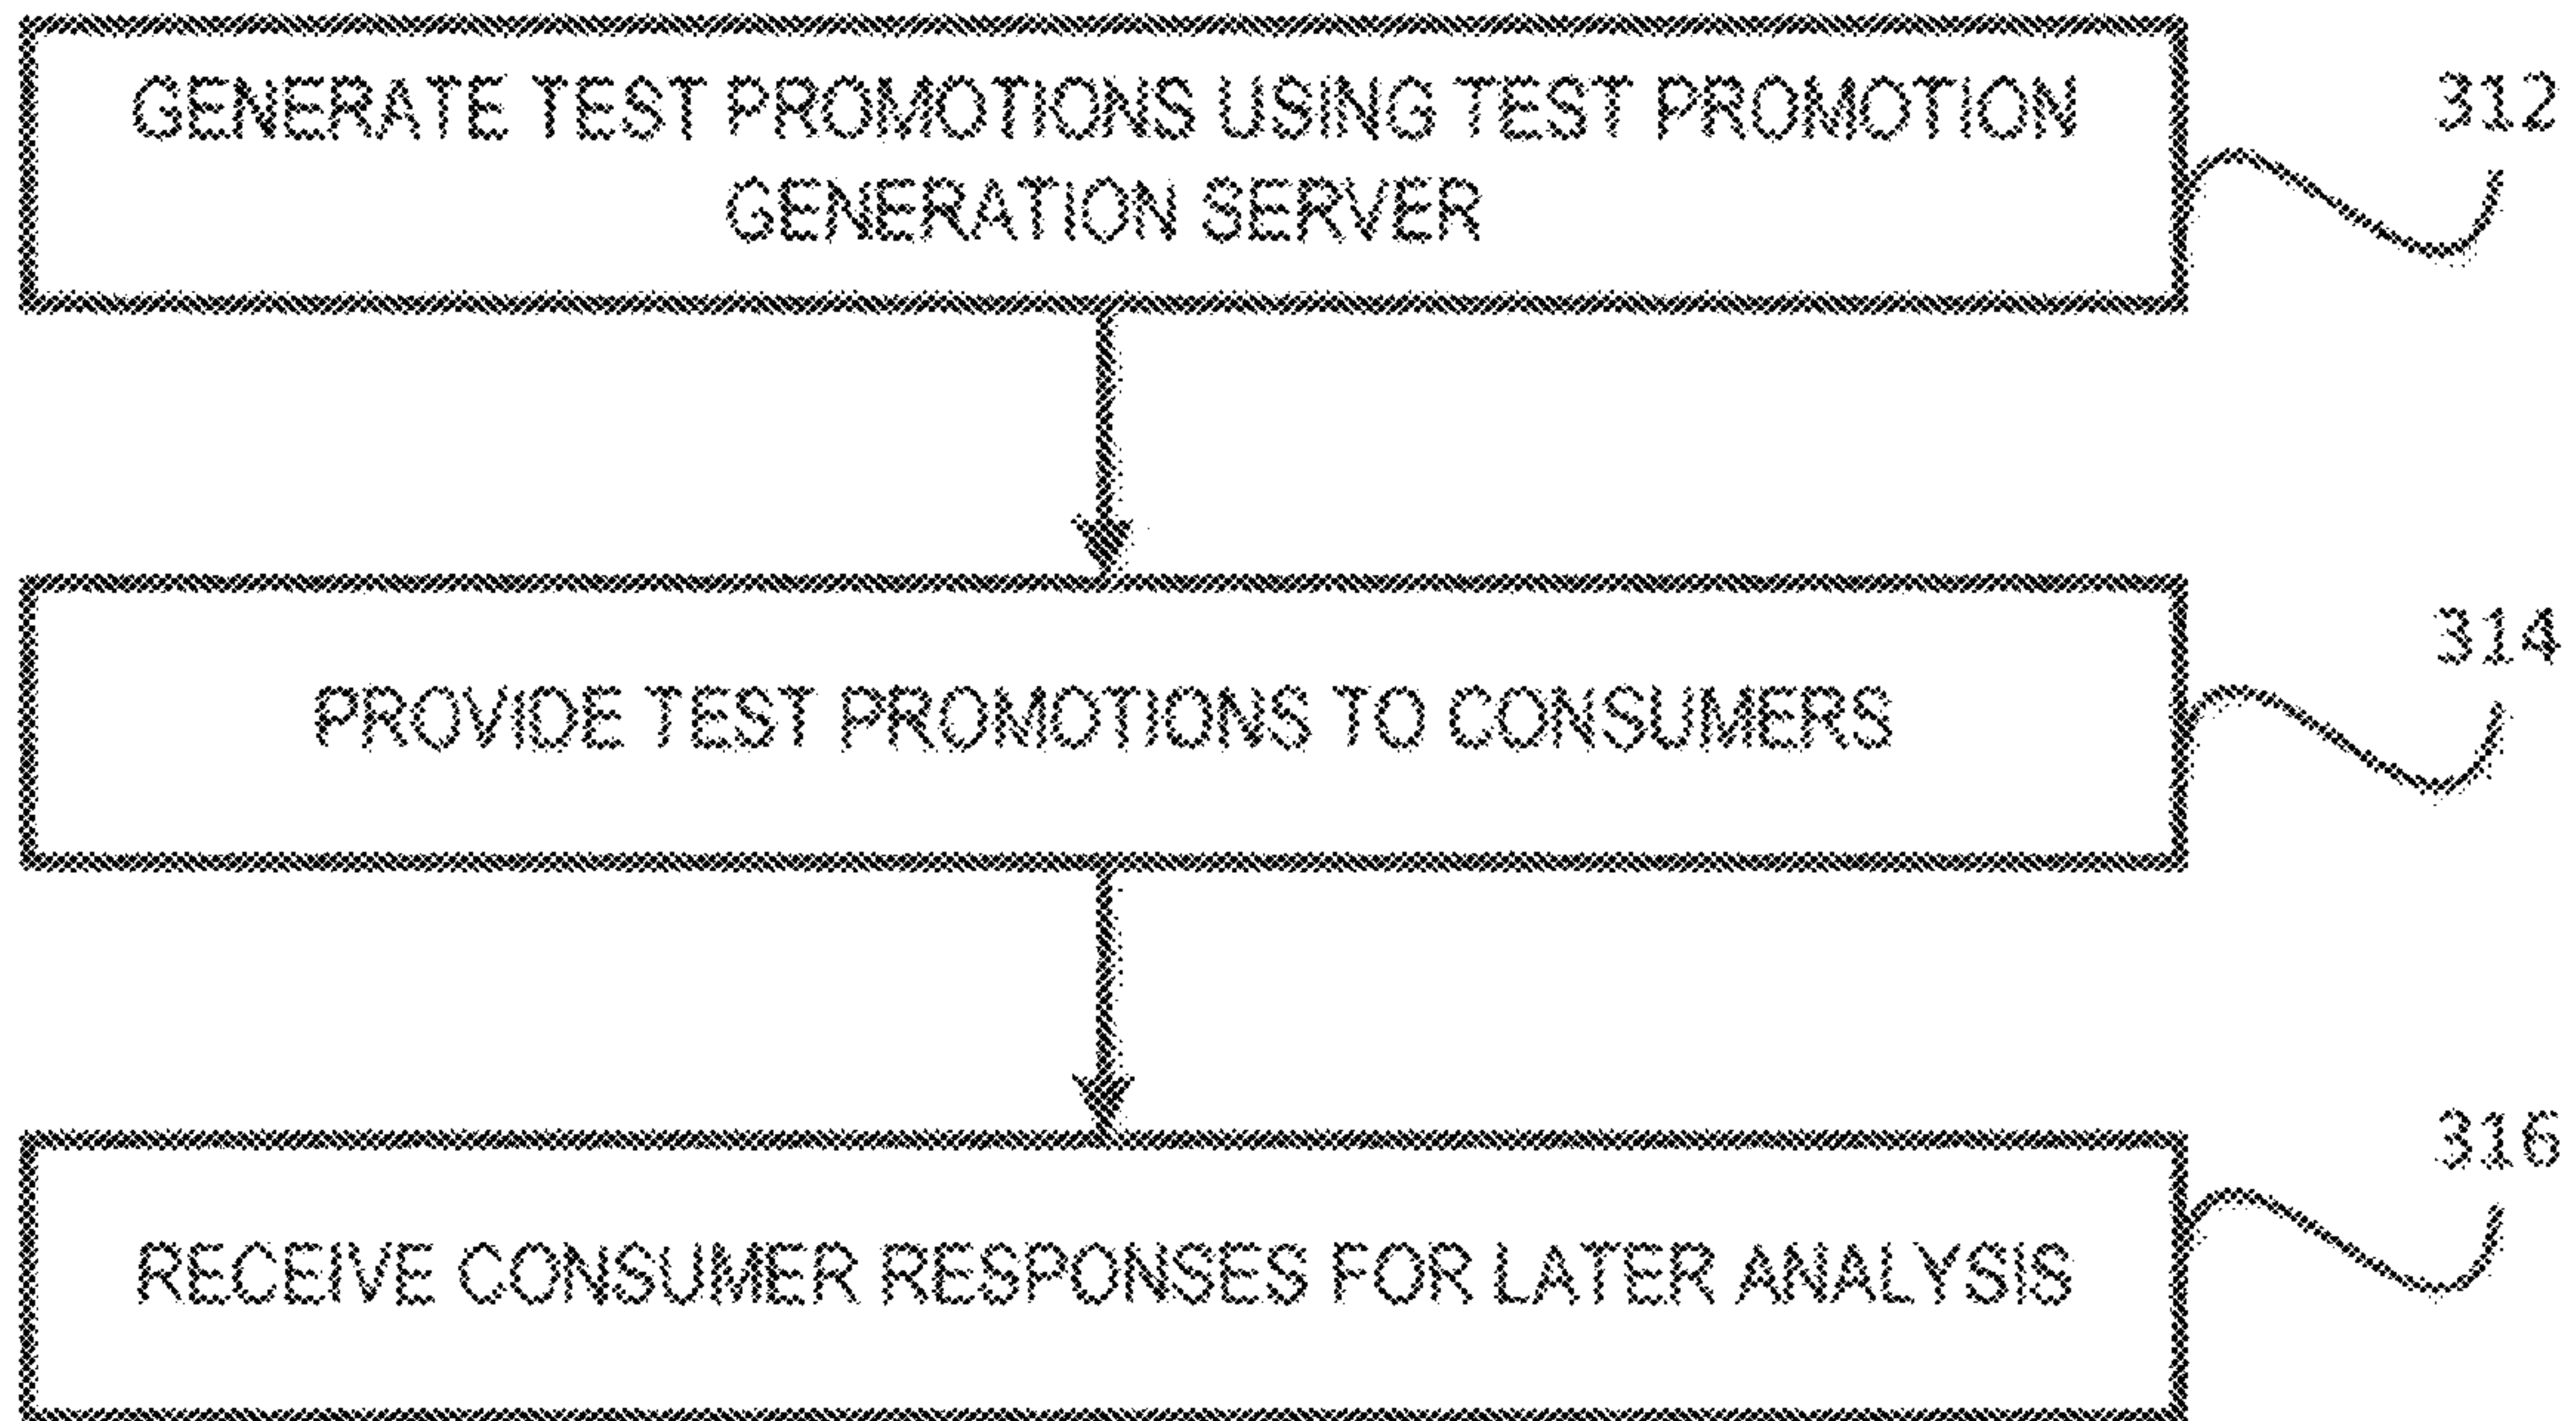 GENERATE TEST PROMOTIONS USING TEST PROMOTION
GENERATION SERVER
312
PROVIDE TEST PROMOTIONS TO CONSUMERS
314
RECEIVE CONSUMER RESPONSES FOR LATER ANALYSIS
316